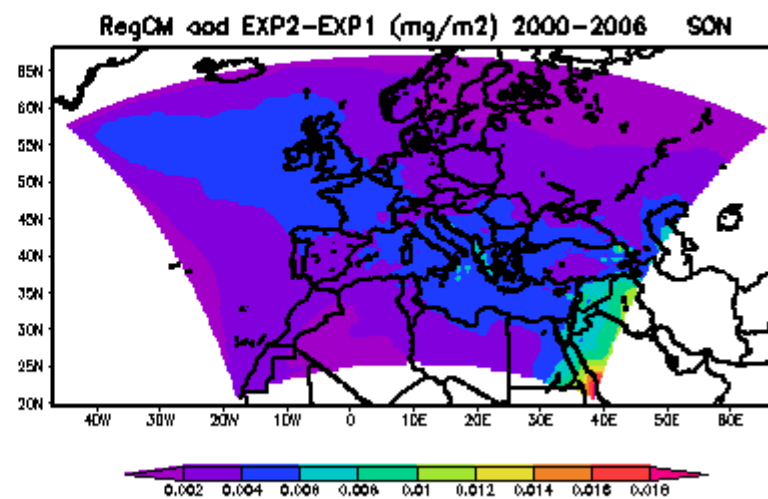 RegCM aod EXP2-EXP1 (mg/m2) 2000-2006 SON
65N
60N
55N
50N
45N
40N
35N
30N
25N
20N
40W 30W 20W 10W 0 10E 20E 30E 40E 50E 60E
0.002 0.004 0.006 0.008 0.01 0.012 0.014 0.016 0.018